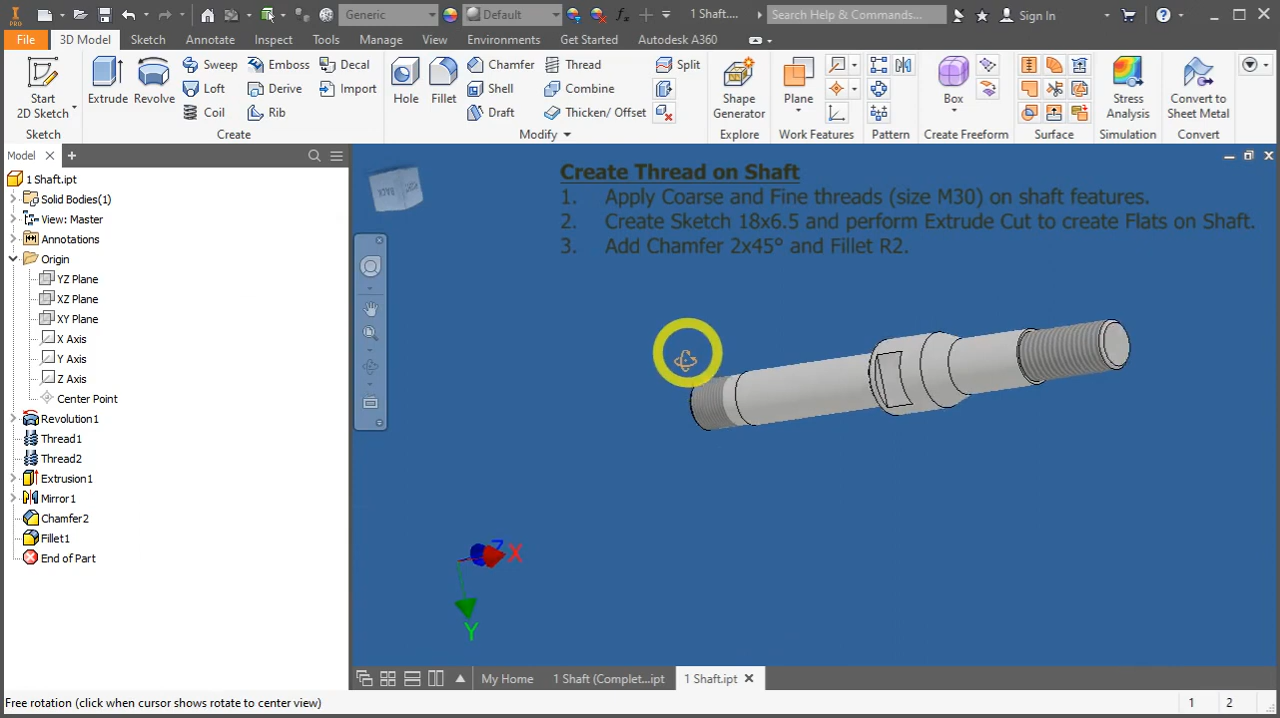 PRO
Generic
Default
1 Shaft....
Search Help & Commands...
Sign In
File
3D Model
Sketch
Annotate
Inspect
Tools
Manage
View
Environments
Get Started
Autodesk A360
Start
2D Sketch
Sketch
Extrude
Revolve
Sweep
Emboss
Decal
Loft
Derive
Import
Coil
Rib
Create
Hole
Fillet
Chamfer
Thread
Split
Shell
Combine
Draft
Thicken/ Offset
Modify
Shape
Generator
Explore
Plane
Work Features
Pattern
Box
Create Freeform
Surface
Stress
Analysis
Simulation
Convert to
Sheet Metal
Convert
Model
1 Shaft.ipt
Solid Bodies(1)
View: Master
Annotations
Origin
YZ Plane
XZ Plane
XY Plane
X Axis
Y Axis
Z Axis
Center Point
Revolution1
Thread1
Thread2
Extrusion1
Mirror1
Chamfer2
Fillet1
End of Part
Create Thread on Shaft
1. Apply Coarse and Fine threads (size M30) on shaft features.
2. Create Sketch 18x6.5 and perform Extrude Cut to create Flats on Shaft.
3. Add Chamfer 2x45° and Fillet R2.
Z
X
Y
My Home
1 Shaft (Complet...ipt
1 Shaft.ipt
Free rotation (click when cursor shows rotate to center view)
1
2